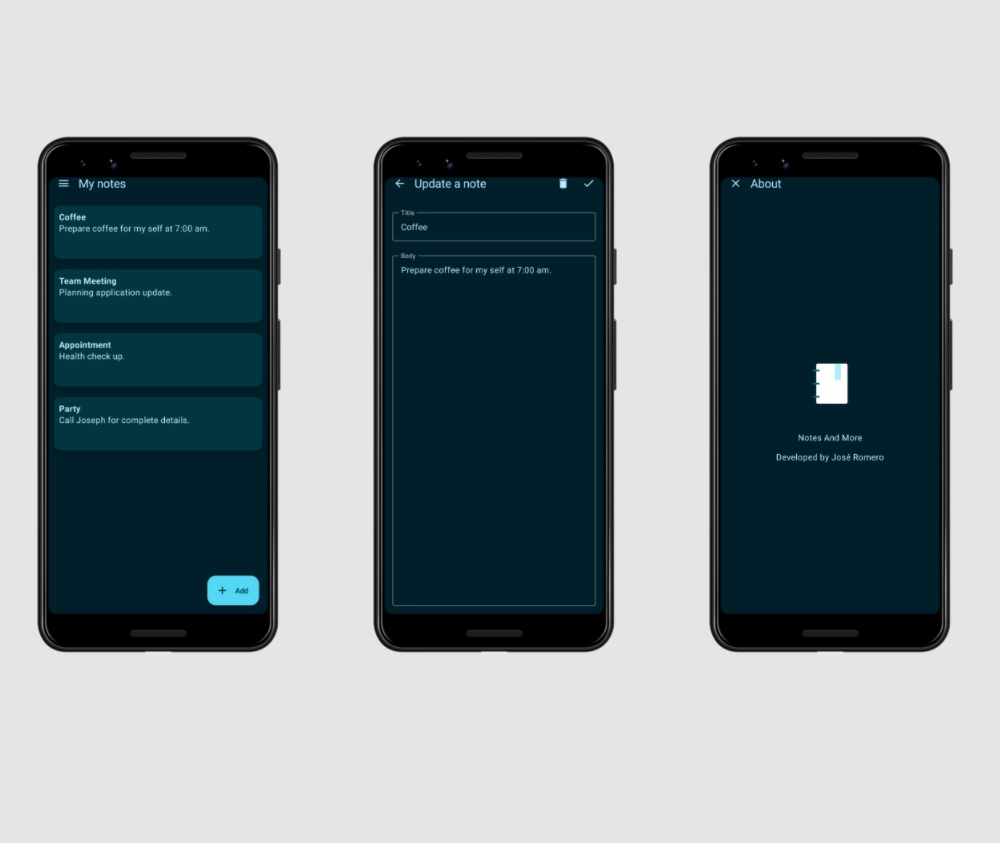 My notes
Coffee
Prepare coffee for my self at 7:00 am.
Team Meeting
Planning application update.
Appointment
Health check up.
Party
Call Joseph for complete details.
Add
Update a note
Title
Coffee
Body
Prepare coffee for my self at 7:00 am.
About
Notes And More
Developed by José Romero